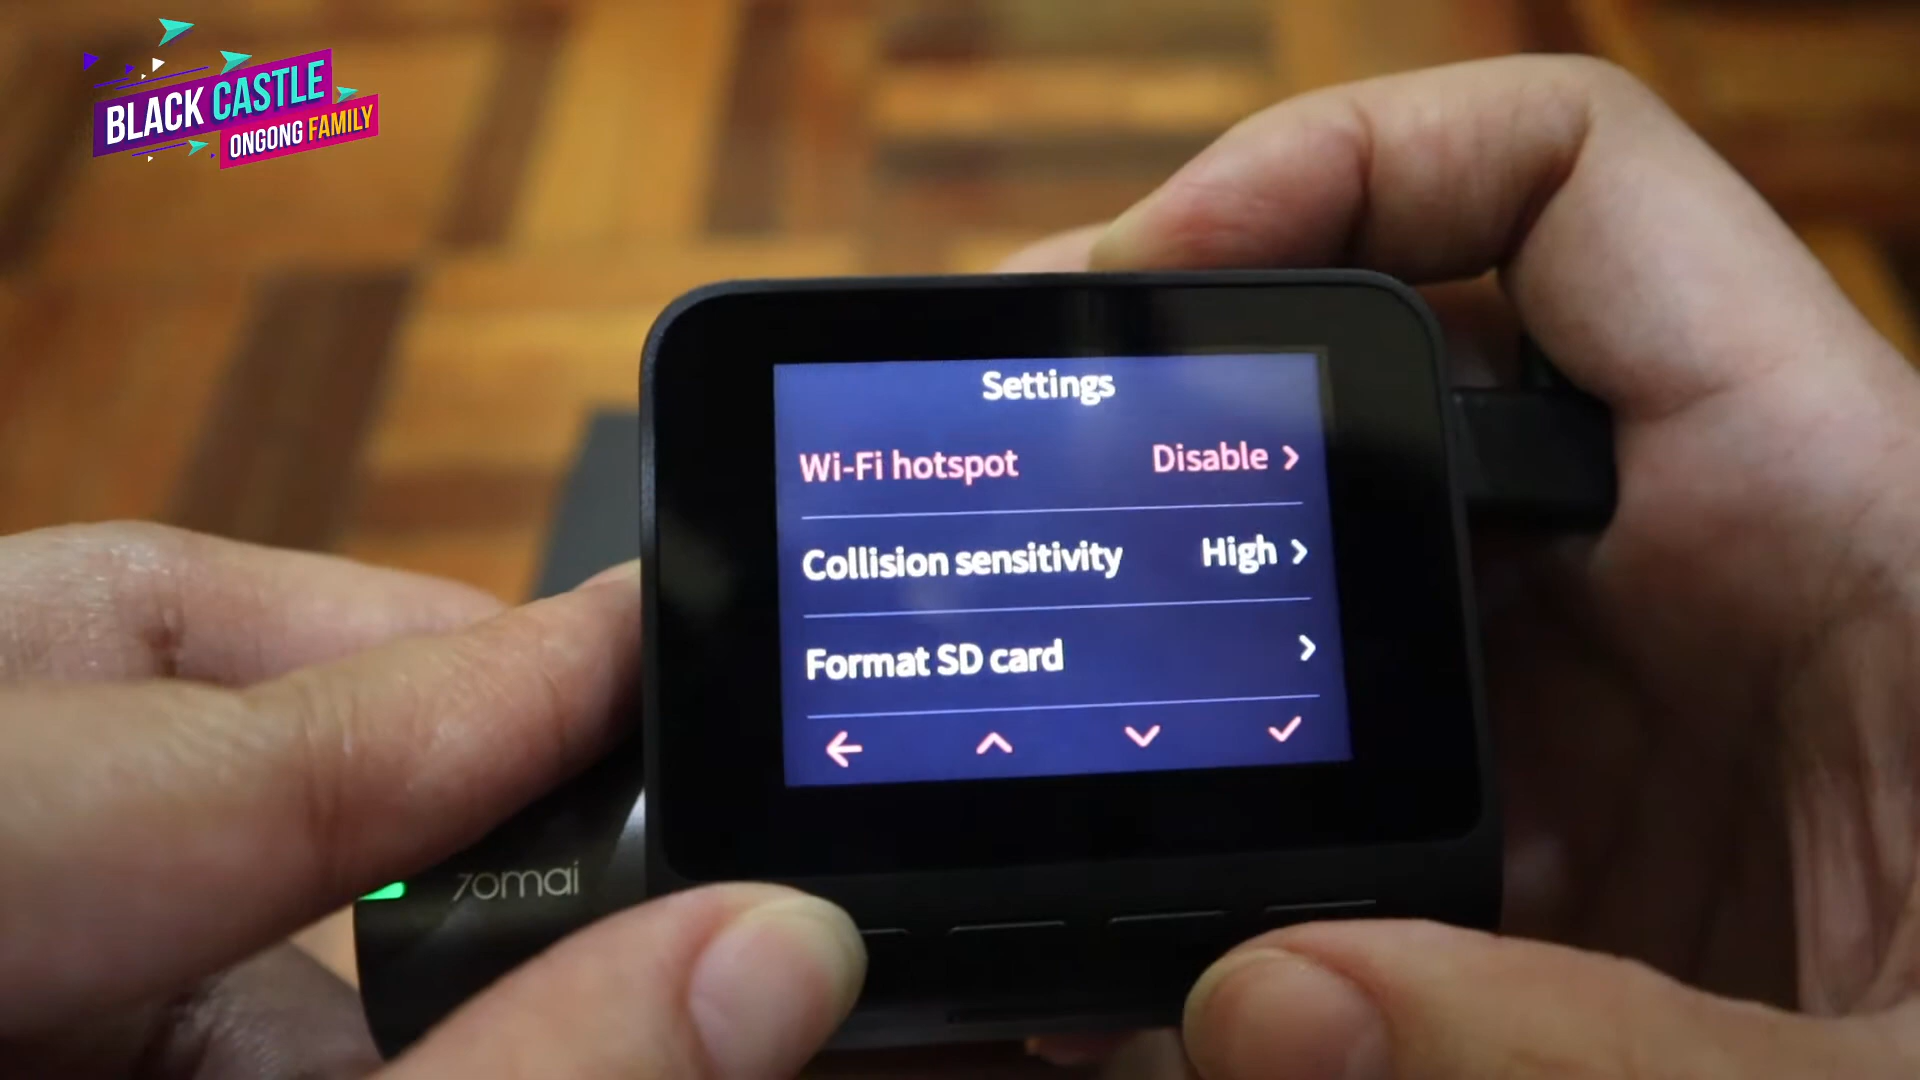 BLACK CASTLE
ONGONG FAMILY
Settings
Wi-Fi hotspot Disable >
Collision sensitivity High >
Format SD card >
70mai